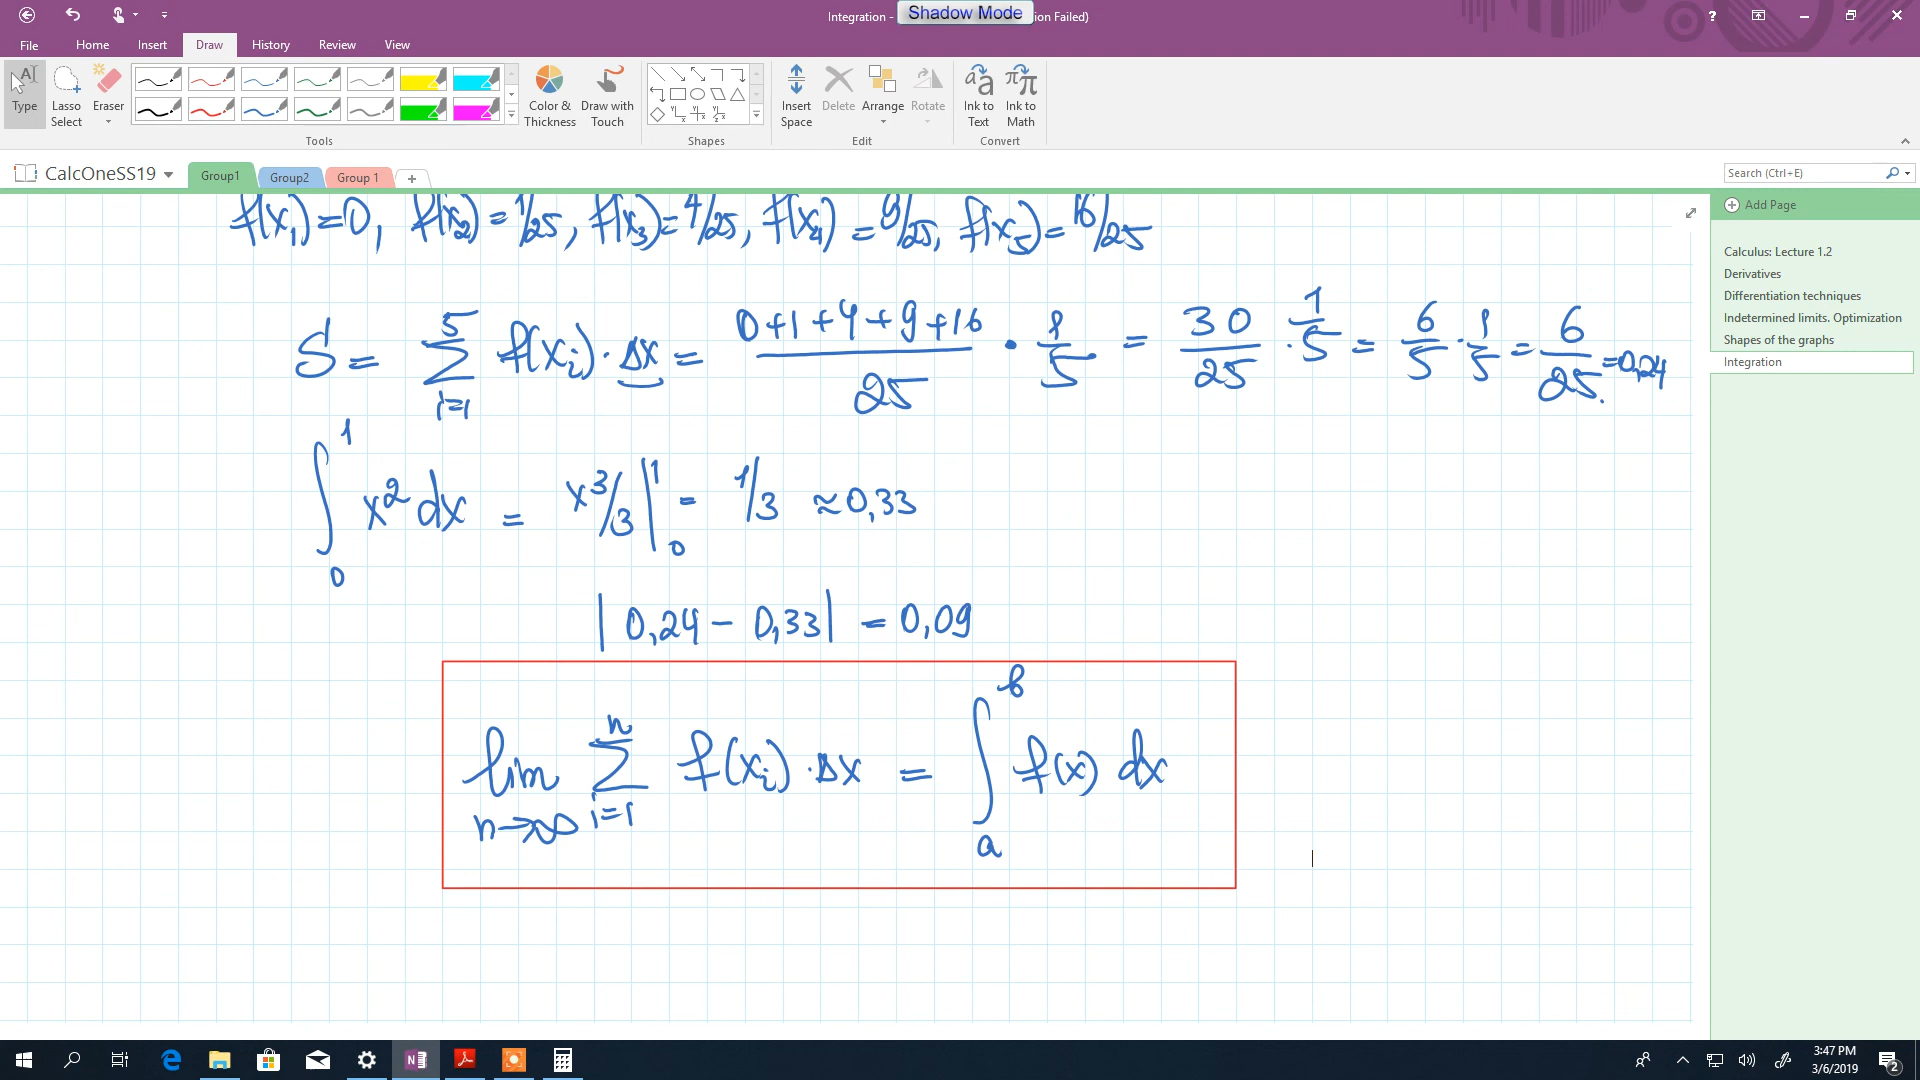 Integration - Shadow Mode ion Failed)
File Home Insert Draw History Review View
Type Lasso Select Eraser Color & Thickness Draw with Touch Insert Space Delete Arrange Rotate Ink to Text Ink to Math
Tools Shapes Edit Convert
CalcOneSS19 Group1 Group2 Group 1 + Search (Ctrl+E)
Add Page
Calculus: Lecture 1.2
Derivatives
Differentiation techniques
Indetermined limits. Optimization
Shapes of the graphs
Integration
f(x₁)=0, f(x₂)=1/25, f(x₃)=4/25, f(x₄)=9/25, f(x₅)=16/25
S = ∑_{i=1}^{5} f(xᵢ)·Δx = (0+1+4+9+16)/25 · 1/5 = 30/25 · 1/5 = 6/5 · 1/5 = 6/25. =0,24
∫_0^1 x² dx = x³/3 |_0^1 = 1/3 ≈0,33
|0,24 − 0,33| = 0,09
lim_{n→∞} ∑_{i=1}^{n} f(xᵢ)·Δx = ∫_a^b f(x) dx
3:47 PM
3/6/2019
2